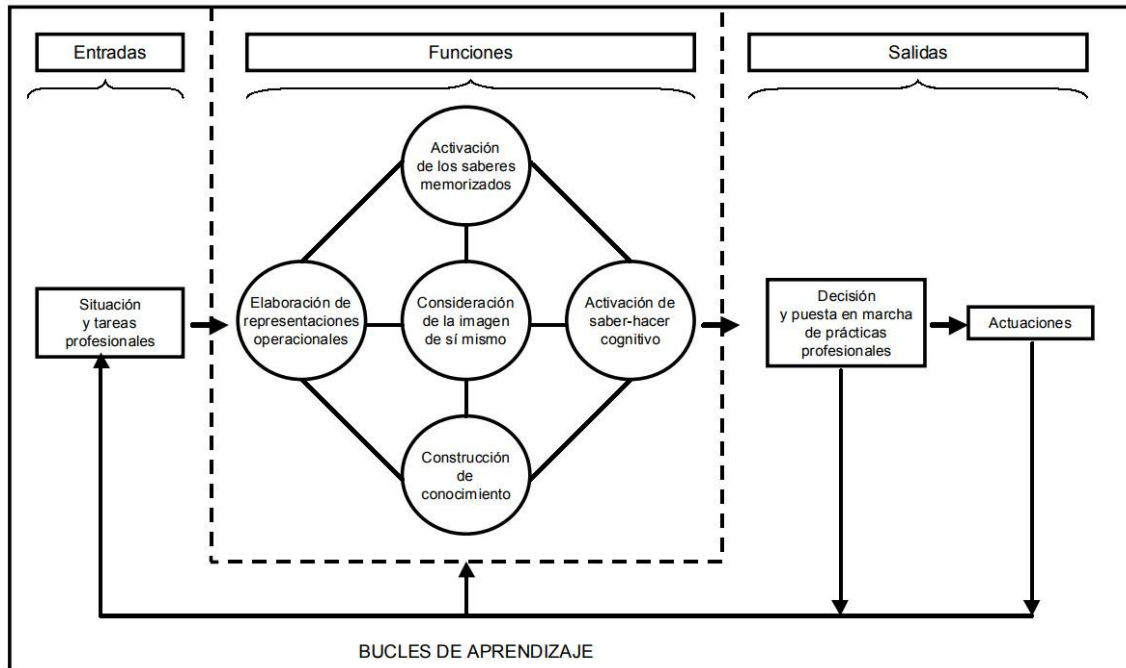 Entradas
Funciones
Salidas
Activación
de los saberes
memorizados
Situación
y tareas
profesionales
Elaboración de
representaciones
operacionales
Consideración
de la imagen
de sí mismo
Activación de
saber-hacer
cognitivo
Decisión
y puesta en marcha
de prácticas
profesionales
Actuaciones
Construcción
de
conocimiento
BUCLES DE APRENDIZAJE